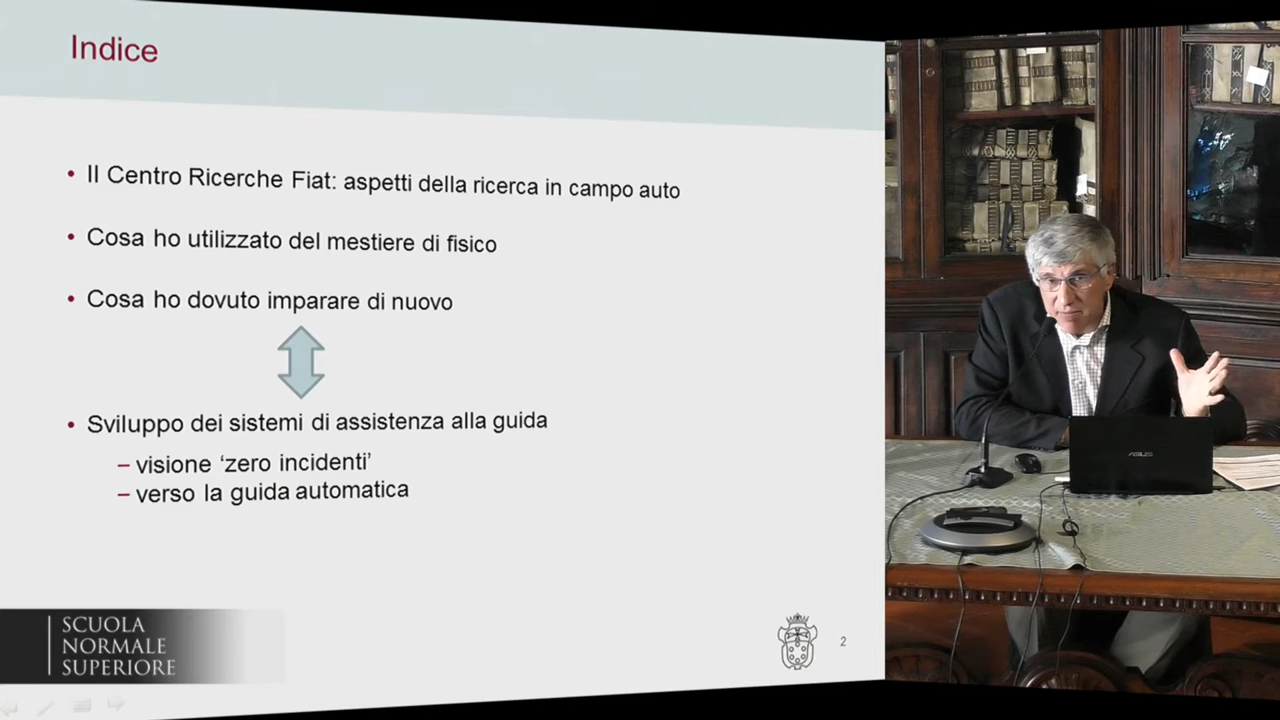 Indice
• Il Centro Ricerche Fiat: aspetti della ricerca in campo auto
• Cosa ho utilizzato del mestiere di fisico
• Cosa ho dovuto imparare di nuovo
• Sviluppo dei sistemi di assistenza alla guida
– visione ‘zero incidenti’
– verso la guida automatica
SCUOLA
NORMALE
SUPERIORE
2
ASUS